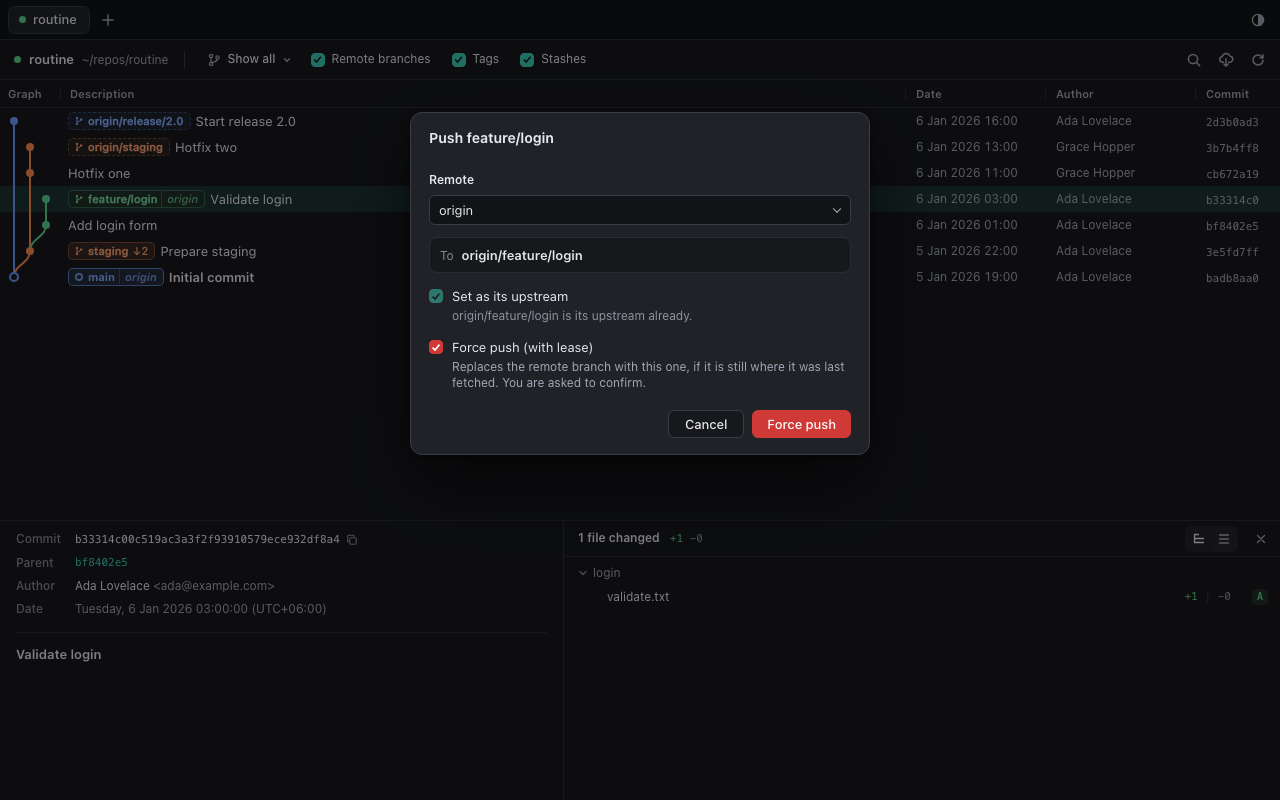 routine
routine ~/repos/routine Show all Remote branches Tags Stashes
Graph Description Date Author Commit
origin/release/2.0 Start release 2.0 6 Jan 2026 16:00 Ada Lovelace 2d3b0ad3
origin/staging Hotfix two 6 Jan 2026 13:00 Grace Hopper 3b7b4ff8
Hotfix one 6 Jan 2026 11:00 Grace Hopper cb672a19
feature/login origin Validate login 6 Jan 2026 03:00 Ada Lovelace b33314c0
Add login form 6 Jan 2026 01:00 Ada Lovelace bf8402e5
staging ↓2 Prepare staging 5 Jan 2026 22:00 Ada Lovelace 3e5fd7ff
main origin Initial commit 5 Jan 2026 19:00 Ada Lovelace badb8aa0
Push feature/login
Remote
origin
To origin/feature/login
Set as its upstream
origin/feature/login is its upstream already.
Force push (with lease)
Replaces the remote branch with this one, if it is still where it was last
fetched. You are asked to confirm.
Cancel Force push
Commit b33314c00c519ac3a3f2f93910579ece932df8a4
Parent bf8402e5
Author Ada Lovelace <ada@example.com>
Date Tuesday, 6 Jan 2026 03:00:00 (UTC+06:00)
Validate login
1 file changed +1 −0
login
validate.txt +1 −0 A